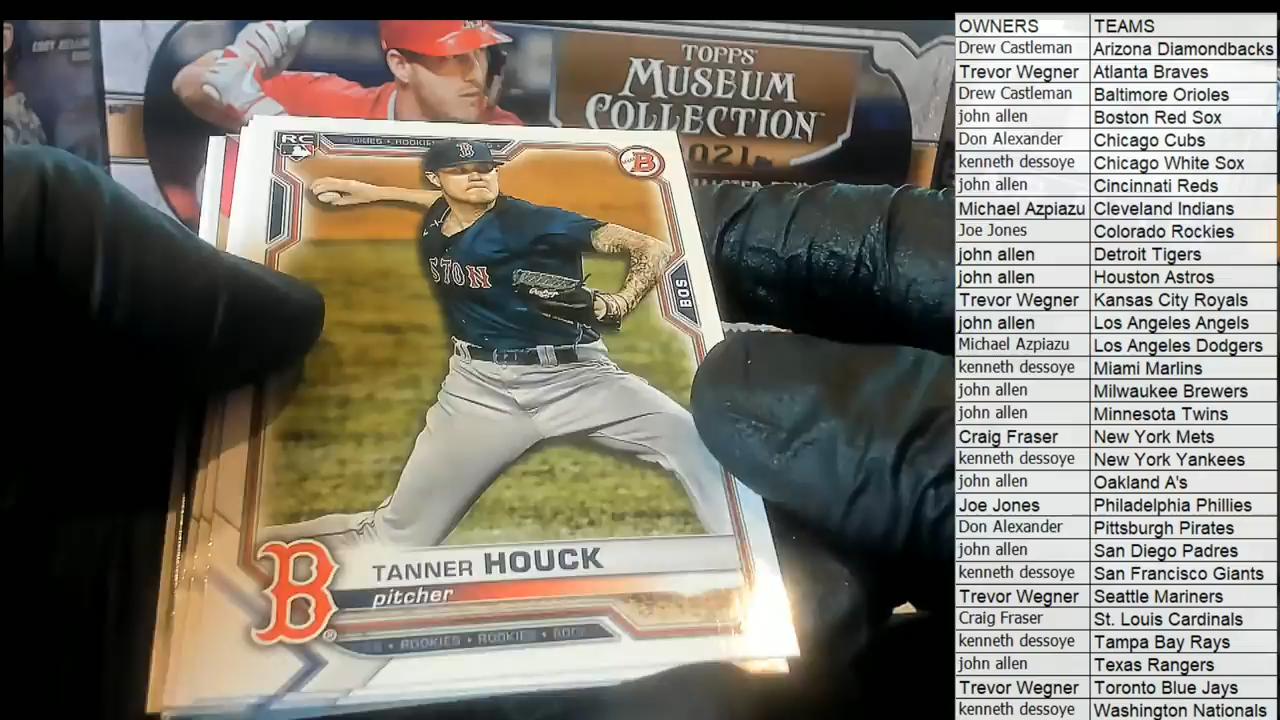 TOPPS
MUSEUM
COLLECTION
RC
B
BOWMAN
B
BOS
STON
TANNER HOUCK
pitcher
B
ROOKIES • ROOKIE
OWNERS TEAMS
Drew Castleman Arizona Diamondbacks
Trevor Wegner Atlanta Braves
Drew Castleman Baltimore Orioles
john allen Boston Red Sox
Don Alexander Chicago Cubs
kenneth dessoye Chicago White Sox
john allen Cincinnati Reds
Michael Azpiazu Cleveland Indians
Joe Jones Colorado Rockies
john allen Detroit Tigers
john allen Houston Astros
Trevor Wegner Kansas City Royals
john allen Los Angeles Angels
Michael Azpiazu Los Angeles Dodgers
kenneth dessoye Miami Marlins
john allen Milwaukee Brewers
john allen Minnesota Twins
Craig Fraser New York Mets
kenneth dessoye New York Yankees
john allen Oakland A's
Joe Jones Philadelphia Phillies
Don Alexander Pittsburgh Pirates
john allen San Diego Padres
kenneth dessoye San Francisco Giants
Trevor Wegner Seattle Mariners
Craig Fraser St. Louis Cardinals
kenneth dessoye Tampa Bay Rays
john allen Texas Rangers
Trevor Wegner Toronto Blue Jays
kenneth dessoye Washington Nationals